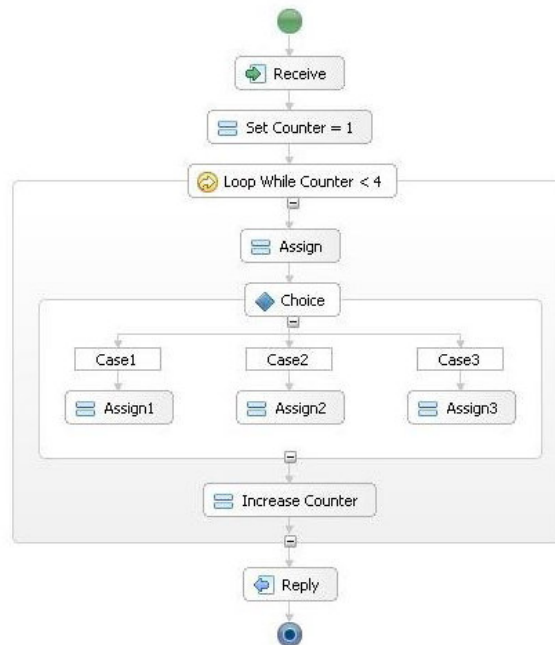 Receive
Set Counter = 1
Loop While Counter < 4
Assign
Choice
Case1
Case2
Case3
Assign1
Assign2
Assign3
Increase Counter
Reply